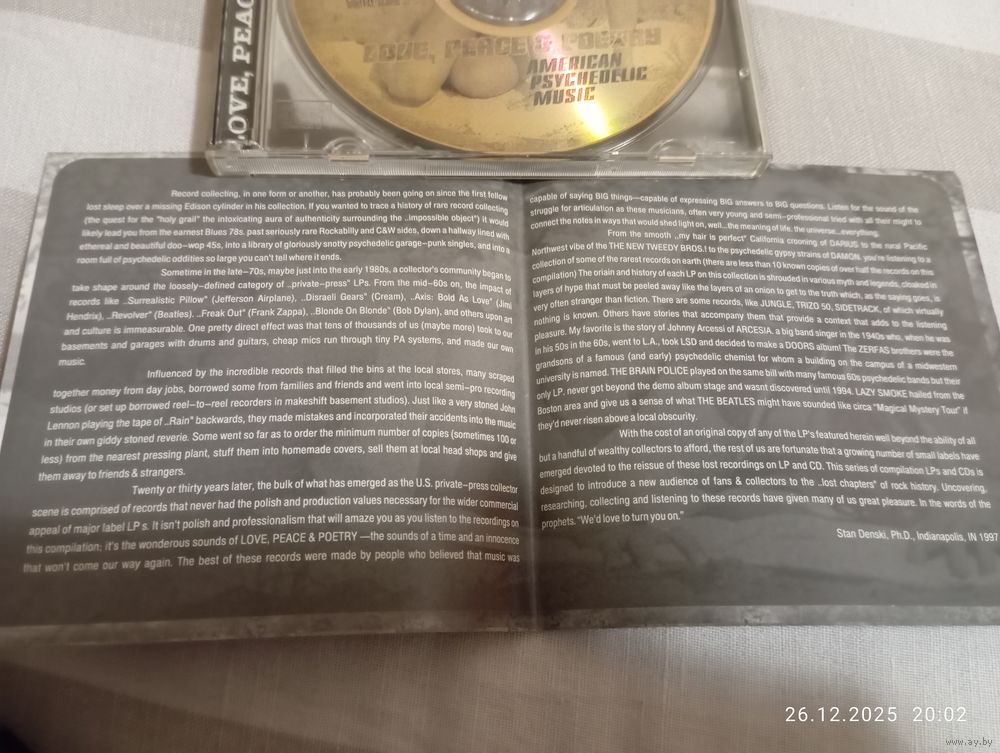 LOVE, PEAC
LOVE, PEACE & POETRY
AMERICAN
PSYCHEDELIC
MUSIC
Record collecting, in one form or another, has probably been going on since the first fellow
lost sleep over a missing Edison cylinder in his collection. If you wanted to trace a history of rare record collecting
(the quest for the "holy grail" the intoxicating aura of authenticity surrounding the ..impossible object") it would
likely lead you from the earnest Blues 78s. past seriously rare Rockabilly and C&W sides, down a hallway lined with
ethereal and beautiful doo-wop 45s, into a library of gloriously snotty psychedelic garage-punk singles, and into a
room full of psychedelic oddities so large you can't tell where it ends.
Sometime in the late-70s, maybe just into the early 1980s, a collector's community began to
take shape around the loosely-defined category of ..private-press" LPs. From the mid-60s on, the impact of
records like ..Surrealistic Pillow" (Jefferson Airplane), ..Disraeli Gears" (Cream), ..Axis: Bold As Love" (Jimi
Hendrix), ..Revolver" (Beatles). ..Freak Out" (Frank Zappa), ..Blonde On Blonde" (Bob Dylan), and others upon art
and culture is immeasurable. One pretty direct effect was that tens of thousands of us (maybe more) took to our
basements and garages with drums and guitars, cheap mics run through tiny PA systems, and made our own
music.
Influenced by the incredible records that filled the bins at the local stores, many scraped
together money from day jobs, borrowed some from families and friends and went into local semi-pro recording
studios (or set up borrowed reel-to-reel recorders in makeshift basement studios). Just like a very stoned John
Lennon playing the tape of ..Rain" backwards, they made mistakes and incorporated their accidents into the music
in their own giddy stoned reverie. Some went so far as to order the minimum number of copies (sometimes 100 or
less) from the nearest pressing plant, stuff them into homemade covers, sell them at local head shops and give
them away to friends & strangers.
Twenty or thirty years later, the bulk of what has emerged as the U.S. private-press collector
scene is comprised of records that never had the polish and production values necessary for the wider commercial
appeal of major label LP s. It isn't polish and professionalism that will amaze you as you listen to the recordings on
this compilation; it's the wonderous sounds of LOVE, PEACE & POETRY —the sounds of a time and an innocence
that won't come our way again. The best of these records were made by people who believed that music was
capable of saying BIG things—capable of expressing BIG answers to BIG questions. Listen for the sound of the
struggle for articulation as these musicians, often very young and semi-professional tried with all their might to
connect the notes in ways that would shed light on, well...the meaning of life. the universe...everything.
From the smooth ,,my hair is perfect" California crooning of DARIUS to the rural Pacific
Northwest vibe of the THE NEW TWEEDY BROS.! to the psychedelic gypsy strains of DAMON. you're listening to a
collection of some of the rarest records on earth (there are less than 10 known copies of over half the records on this
compilation) The oriain and history of each LP on this collection is shrouded in various myth and legends, cloaked in
layers of hype that must be peeled away like the layers of an onion to get to the truth which, as the saying goes, is
very often stranger than fiction. There are some records, like JUNGLE, TRIZO 50, SIDETRACK, of which virtually
nothing is known. Others have stories that accompany them that provide a context that adds to the listening
pleasure. My favorite is the story of Johnny Arcessi of ARCESIA. a big band singer in the 1940s who, when he was
in his 50s in the 60s, went to L.A., took LSD and decided to make a DOORS album! The ZERFAS brothers were the
grandsons of a famous (and early) psychedelic chemist for whom a building on the campus of a midwestern
university is named. THE BRAIN POLICE played on the same bill with many famous 60s psychedelic bands but their
only LP. never got beyond the demo album stage and wasnt discovered until 1994. LAZY SMOKE hailed from the
Boston area and give us a sense of what THE BEATLES might have sounded like circa "Magical Mystery Tour" if
they'd never risen above a local obscurity.
With the cost of an original copy of any of the LP's featured herein well beyond the ability of all
but a handful of wealthy collectors to afford, the rest of us are fortunate that a growing number of small labels have
emerged devoted to the reissue of these lost recordings on LP and CD. This series of compilation LPs and CDs is
designed to introduce a new audience of fans & collectors to the ..lost chapters" of rock history. Uncovering,
researching, collecting and listening to these records have given many of us great pleasure. In the words of the
prophets. "We'd love to turn you on."
Stan Denski, Ph.D., Indianapolis, IN 1997
26.12.2025 20:02
www.ay.by